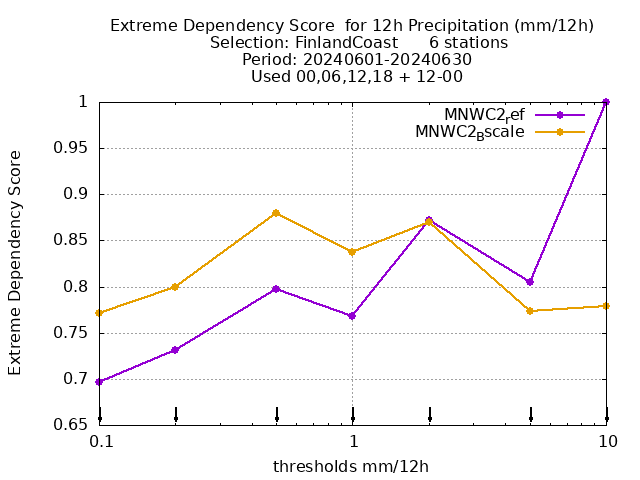 Extreme Dependency Score  for 12h Precipitation (mm/12h)
Selection: FinlandCoast      6 stations
Period: 20240601-20240630
Used 00,06,12,18 + 12-00
MNWC2ref
MNWC2Bscale
1
0.95
0.9
0.85
0.8
0.75
0.7
0.65
Extreme Dependency Score
0.1 1 10
thresholds mm/12h